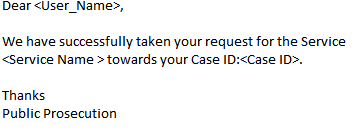 Dear <User_Name>,
We have successfully taken your request for the Service
<Service Name > towards your Case ID:<Case ID>.
Thanks
Public Prosecution